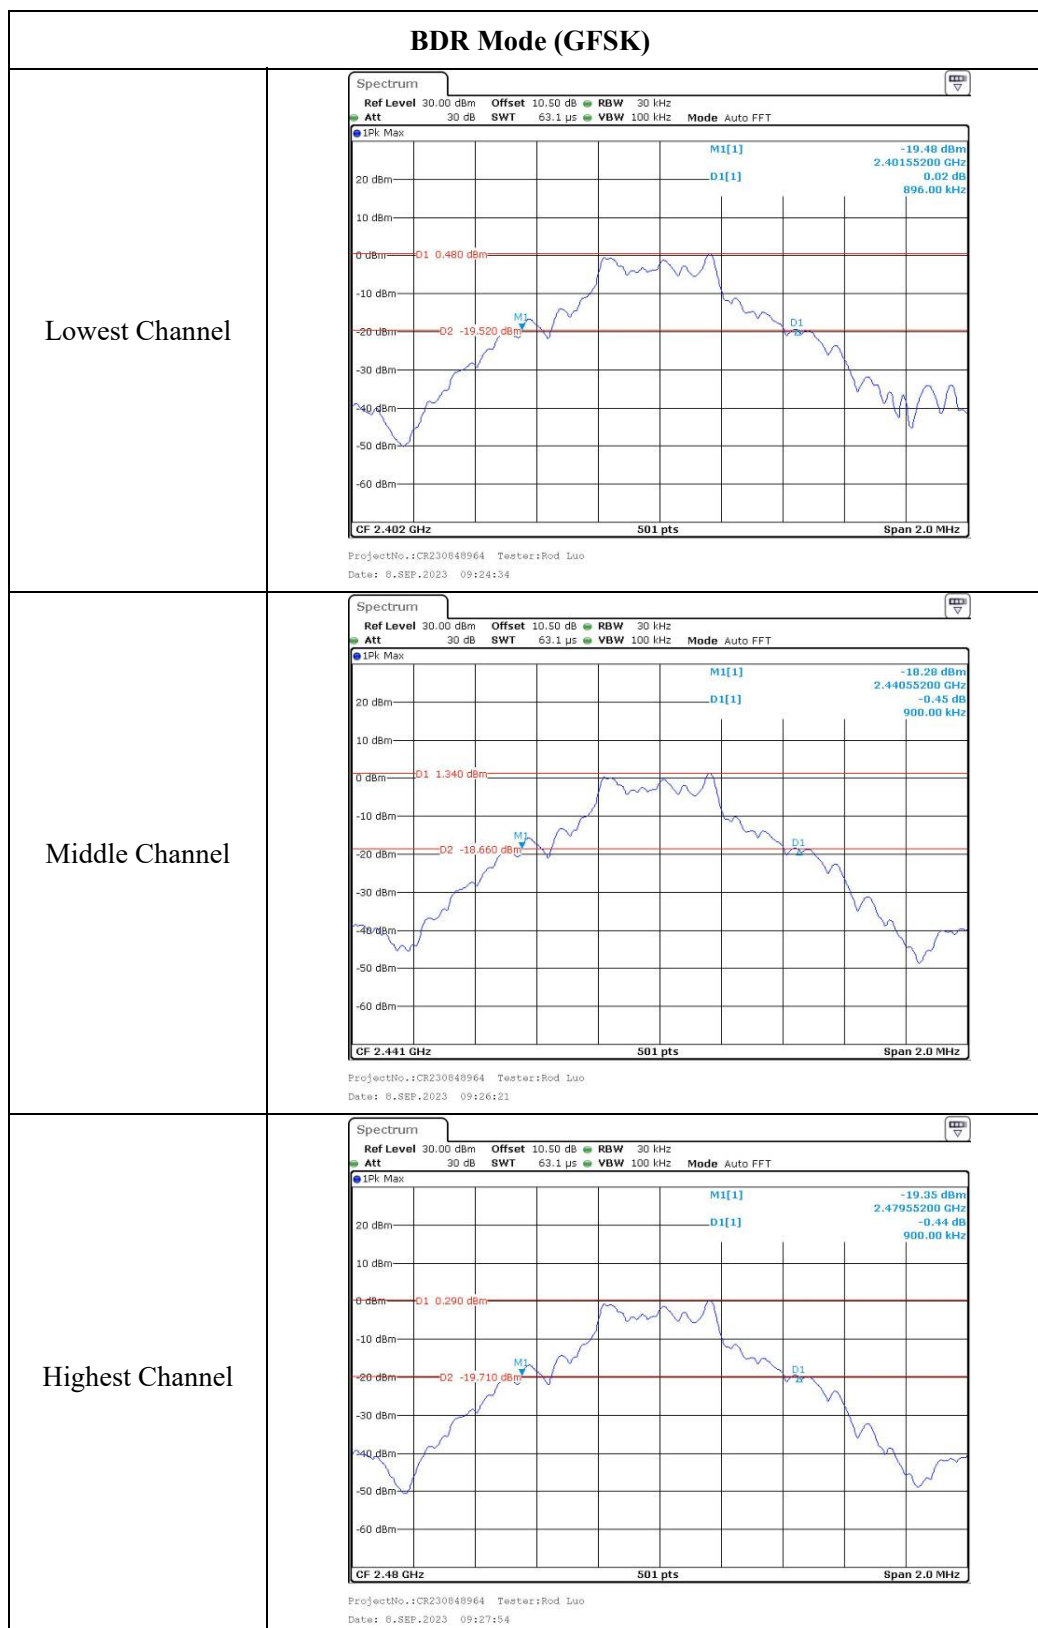 BDR Mode (GFSK)
Lowest Channel
Spectrum
Ref Level 30.00 dBm Offset 10.50 dB RBW 30 kHz
Att 30 dB SWT 63.1 µs VBW 100 kHz Mode Auto FFT
1Pk Max
M1[1] -19.48 dBm
2.40155200 GHz
D1[1] 0.02 dB
896.00 kHz
20 dBm
10 dBm
0 dBm
D1 0.480 dBm
-10 dBm
M1
D1
-20 dBm
D2 -19.520 dBm
-30 dBm
-40 dBm
-50 dBm
-60 dBm
CF 2.402 GHz 501 pts Span 2.0 MHz
ProjectNo.:CR230848964 Tester:Rod Luo
Date: 8.SEP.2023 09:24:34
Middle Channel
Spectrum
Ref Level 30.00 dBm Offset 10.50 dB RBW 30 kHz
Att 30 dB SWT 63.1 µs VBW 100 kHz Mode Auto FFT
1Pk Max
M1[1] -18.28 dBm
2.44055200 GHz
D1[1] -0.45 dB
900.00 kHz
20 dBm
10 dBm
0 dBm
D1 1.340 dBm
-10 dBm
M1
D1
-20 dBm
D2 -18.660 dBm
-30 dBm
-40 dBm
-50 dBm
-60 dBm
CF 2.441 GHz 501 pts Span 2.0 MHz
ProjectNo.:CR230848964 Tester:Rod Luo
Date: 8.SEP.2023 09:26:21
Highest Channel
Spectrum
Ref Level 30.00 dBm Offset 10.50 dB RBW 30 kHz
Att 30 dB SWT 63.1 µs VBW 100 kHz Mode Auto FFT
1Pk Max
M1[1] -19.35 dBm
2.47955200 GHz
D1[1] -0.44 dB
900.00 kHz
20 dBm
10 dBm
0 dBm
D1 0.290 dBm
-10 dBm
M1
D1
-20 dBm
D2 -19.710 dBm
-30 dBm
-40 dBm
-50 dBm
-60 dBm
CF 2.48 GHz 501 pts Span 2.0 MHz
ProjectNo.:CR230848964 Tester:Rod Luo
Date: 8.SEP.2023 09:27:54